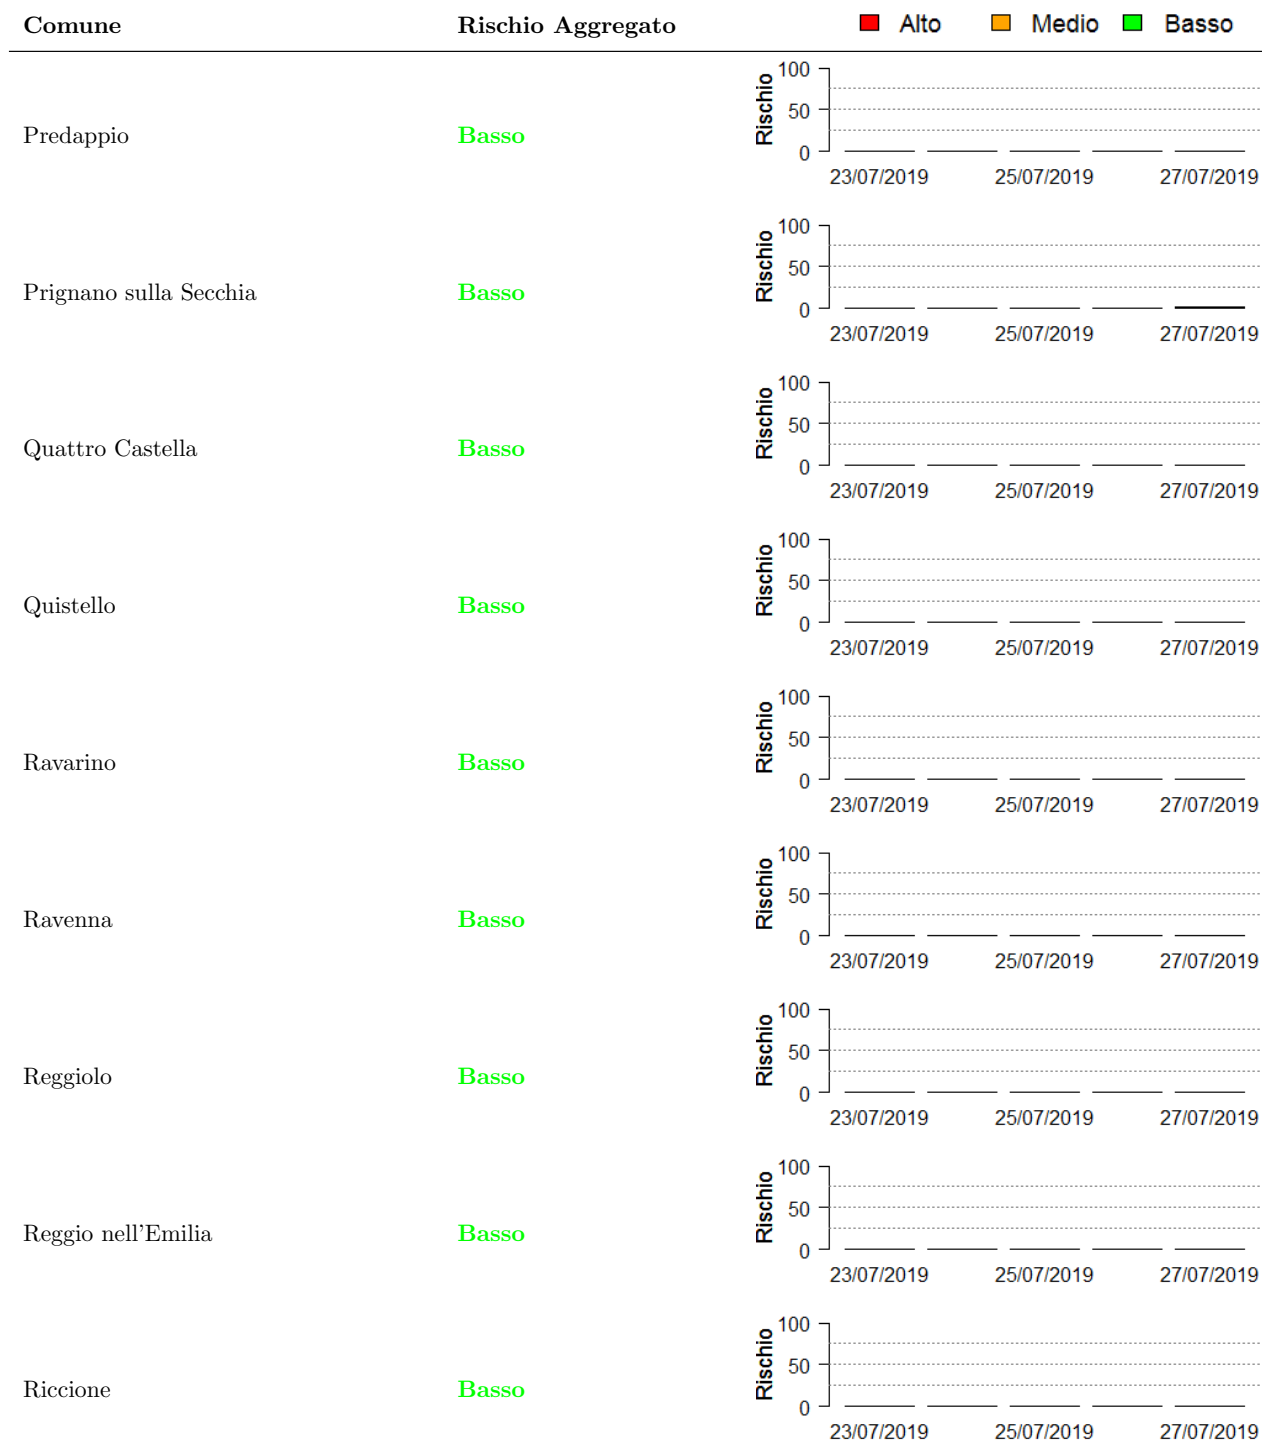 Comune Rischio Aggregato Alto Medio Basso
Predappio Basso
Rischio
100
50
0
23/07/2019 25/07/2019 27/07/2019
Prignano sulla Secchia Basso
Rischio
100
50
0
23/07/2019 25/07/2019 27/07/2019
Quattro Castella Basso
Rischio
100
50
0
23/07/2019 25/07/2019 27/07/2019
Quistello Basso
Rischio
100
50
0
23/07/2019 25/07/2019 27/07/2019
Ravarino Basso
Rischio
100
50
0
23/07/2019 25/07/2019 27/07/2019
Ravenna Basso
Rischio
100
50
0
23/07/2019 25/07/2019 27/07/2019
Reggiolo Basso
Rischio
100
50
0
23/07/2019 25/07/2019 27/07/2019
Reggio nell'Emilia Basso
Rischio
100
50
0
23/07/2019 25/07/2019 27/07/2019
Riccione Basso
Rischio
100
50
0
23/07/2019 25/07/2019 27/07/2019